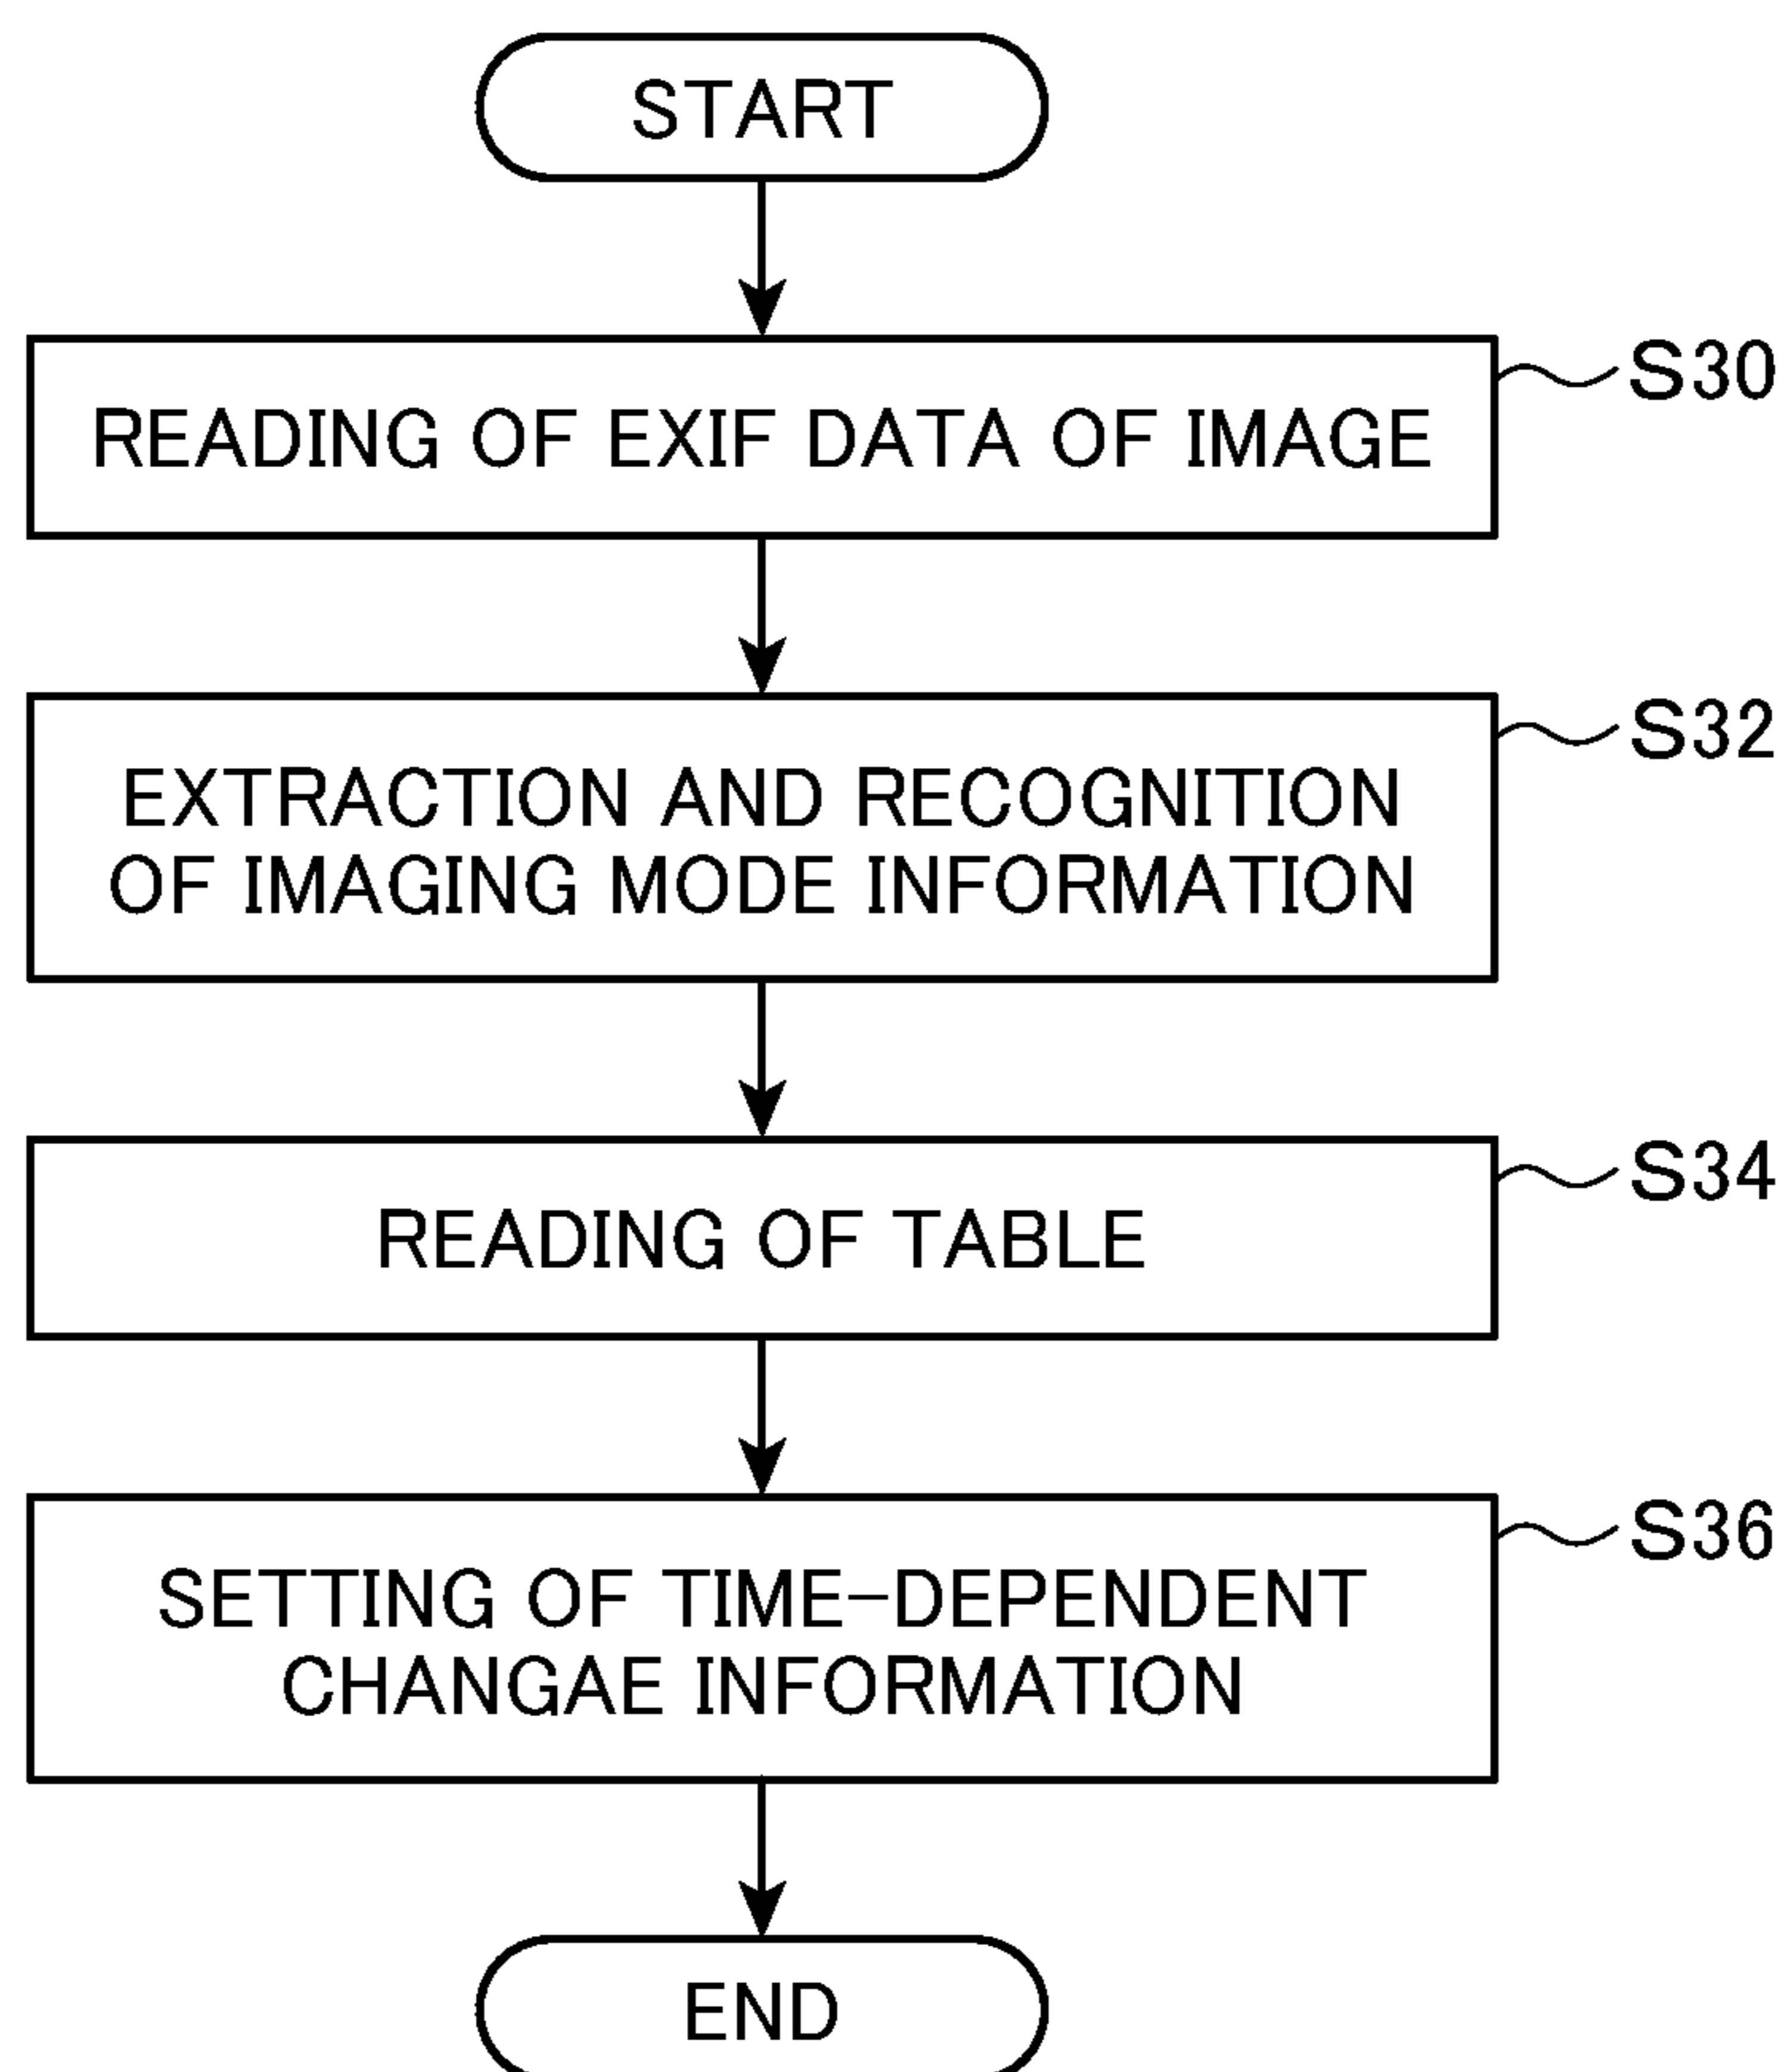 START
READING OF EXIF DATA OF IMAGE
S30
EXTRACTION AND RECOGNITION
OF IMAGING MODE INFORMATION
S32
READING OF TABLE
S34
SETTING OF TIME-DEPENDENT
CHANGAE INFORMATION
S36
END